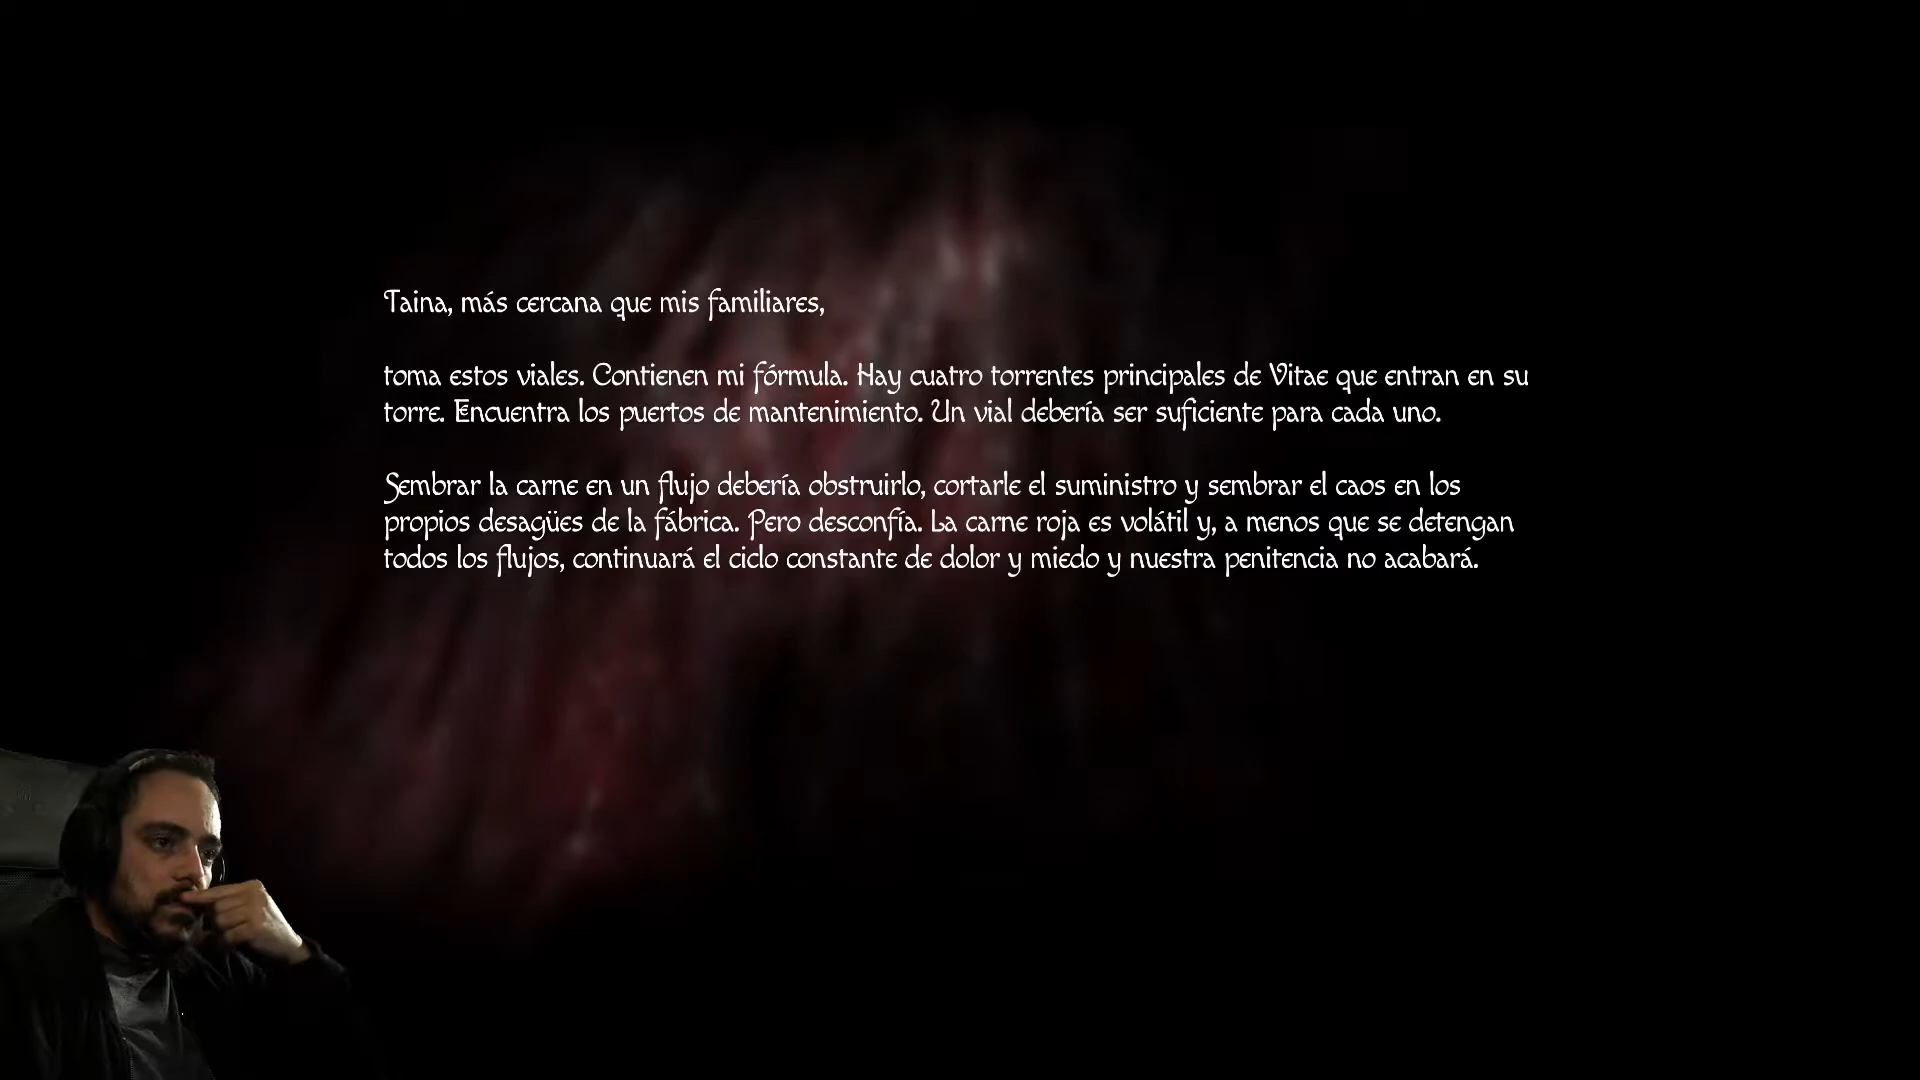 Taina, más cercana que mis familiares,
toma estos viales. Contienen mi fórmula. Hay cuatro torrentes principales de Vitae que entran en su
torre. Encuentra los puertos de mantenimiento. Un vial debería ser suficiente para cada uno.
Sembrar la carne en un flujo debería obstruirlo, cortarle el suministro y sembrar el caos en los
propios desagües de la fábrica. Pero desconfía. La carne roja es volátil y, a menos que se detengan
todos los flujos, continuará el ciclo constante de dolor y miedo y nuestra penitencia no acabará.